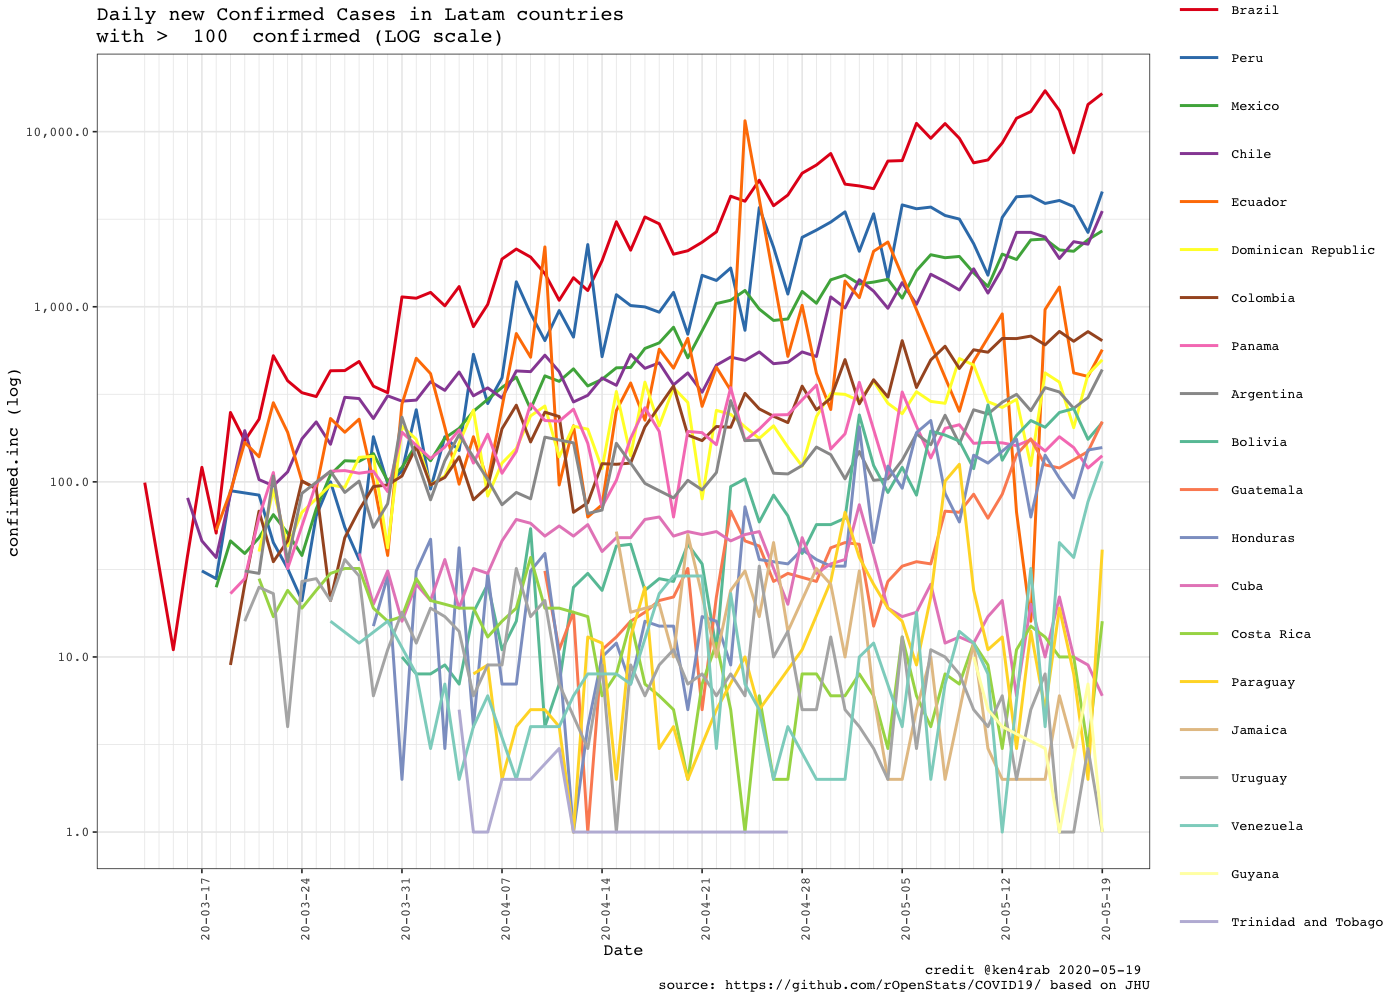 Daily new Confirmed Cases in Latam countries
with >  100  confirmed (LOG scale)
confirmed.inc (log)
10,000.0
1,000.0
100.0
10.0
1.0
20-03-17
20-03-24
20-03-31
20-04-07
20-04-14
20-04-21
20-04-28
20-05-05
20-05-12
20-05-19
Date
Brazil
Peru
Mexico
Chile
Ecuador
Dominican Republic
Colombia
Panama
Argentina
Bolivia
Guatemala
Honduras
Cuba
Costa Rica
Paraguay
Jamaica
Uruguay
Venezuela
Guyana
Trinidad and Tobago
credit @ken4rab 2020-05-19
source: https://github.com/rOpenStats/COVID19/ based on JHU